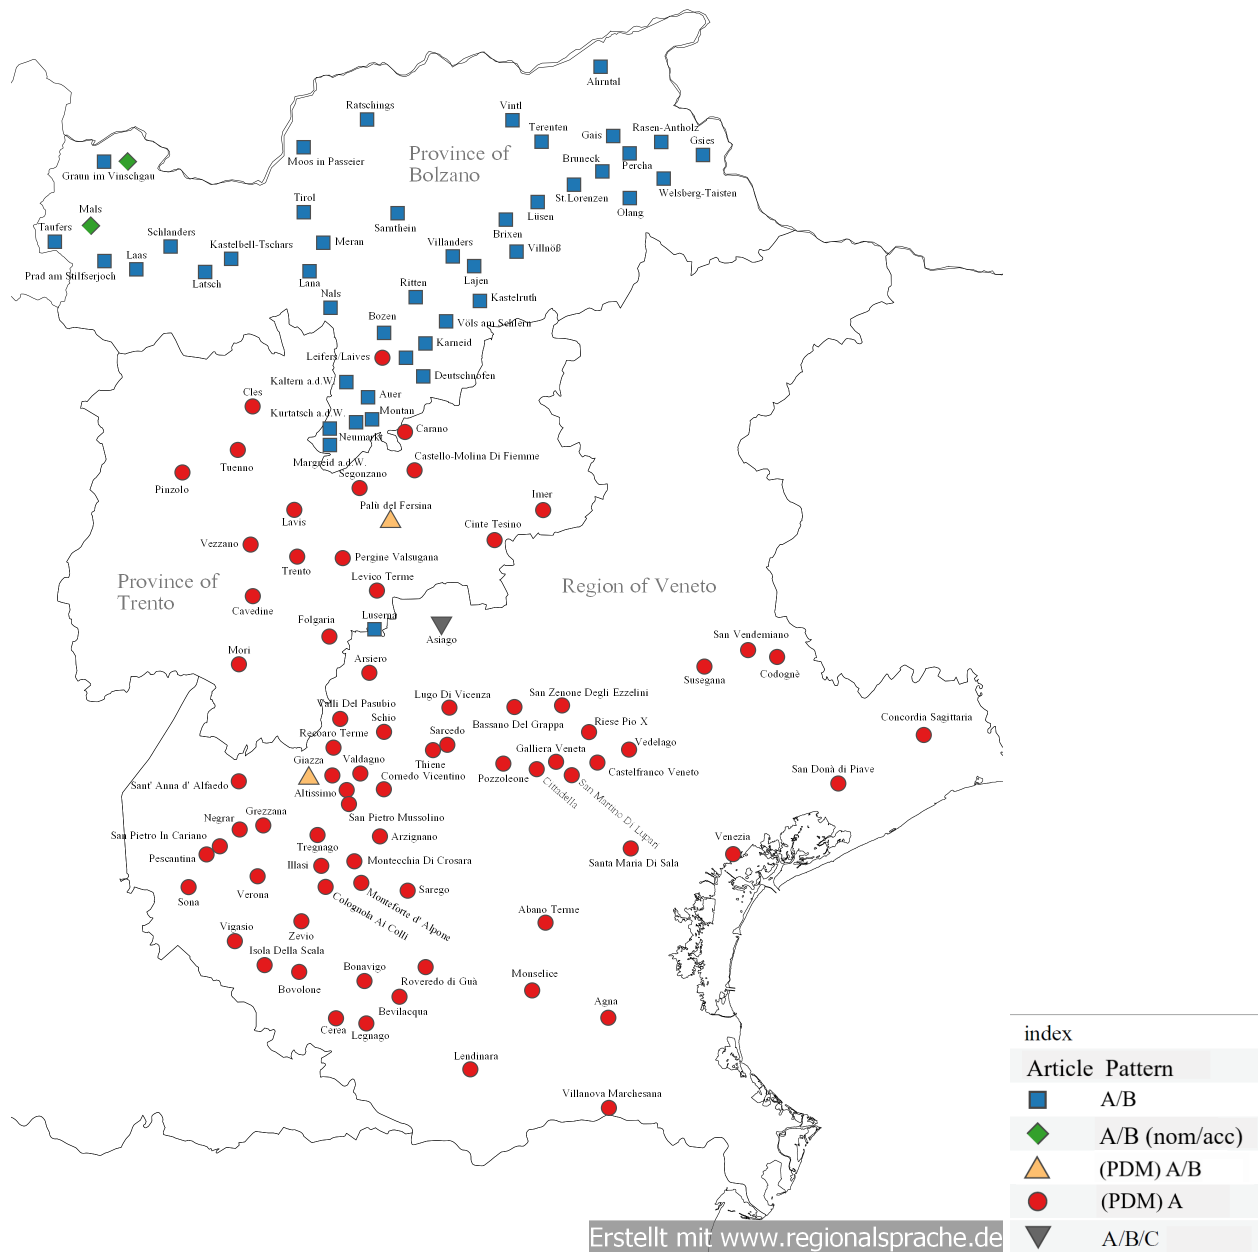 Ahrntal
Ratschings
Vintl
Terenten
Gais
Rasen-Antholz
Gsies
Moos in Passeier
Province of
Bolzano
Bruneck
Percha
Graun im Vinschgau
St.Lorenzen
Welsberg-Taisten
Tirol
Olang
Mals
Lüsen
Sarnthein
Brixen
Taufers
Schlanders
Kastelbell-Tschars
Meran
Villanders
Villnöß
Laas
Prad am Stilfserjoch
Latsch
Lana
Ritten
Lajen
Nals
Kastelruth
Bozen
Völs am Schlern
Karneid
Leifers/Laives
Kaltern a.d.W.
Deutschnofen
Cles
Auer
Kurtatsch a.d.W.
Montan
Carano
Neumarkt
Margreid a.d.W.
Castello-Molina Di Fiemme
Tuenno
Segonzano
Pinzolo
Imer
Palù del Fersina
Lavis
Cinte Tesino
Vezzano
Trento
Pergine Valsugana
Levico Terme
Province of
Trento
Region of Veneto
Cavedine
Folgaria
Luserna
Asiago
San Vendemiano
Mori
Arsiero
Susegana
Codognè
Lugo Di Vicenza
San Zenone Degli Ezzelini
Valli Del Pasubio
Schio
Bassano Del Grappa
Riese Pio X
Concordia Sagittaria
Recoaro Terme
Sarcedo
Vedelago
Giazza
Valdagno
Thiene
Galliera Veneta
Sant' Anna d' Alfaedo
Cornedo Vicentino
Pozzoleone
Castelfranco Veneto
San Donà di Piave
Altissimo
Cittadella
San Martino Di Lupari
Negrar
Grezzana
San Pietro Mussolino
San Pietro In Cariano
Arzignano
Venezia
Pescantina
Tregnago
Santa Maria Di Sala
Illasi
Montecchia Di Crosara
Sona
Verona
Sarego
Colognola Ai Colli
Monteforte d' Alpone
Abano Terme
Vigasio
Zevio
Isola Della Scala
Bovolone
Bonavigo
Roveredo di Guà
Monselice
Bevilacqua
Agna
Cerea
Legnago
Lendinara
Villanova Marchesana
index
Article Pattern
A/B
A/B (nom/acc)
(PDM) A/B
(PDM) A
A/B/C
Erstellt mit www.regionalsprache.de